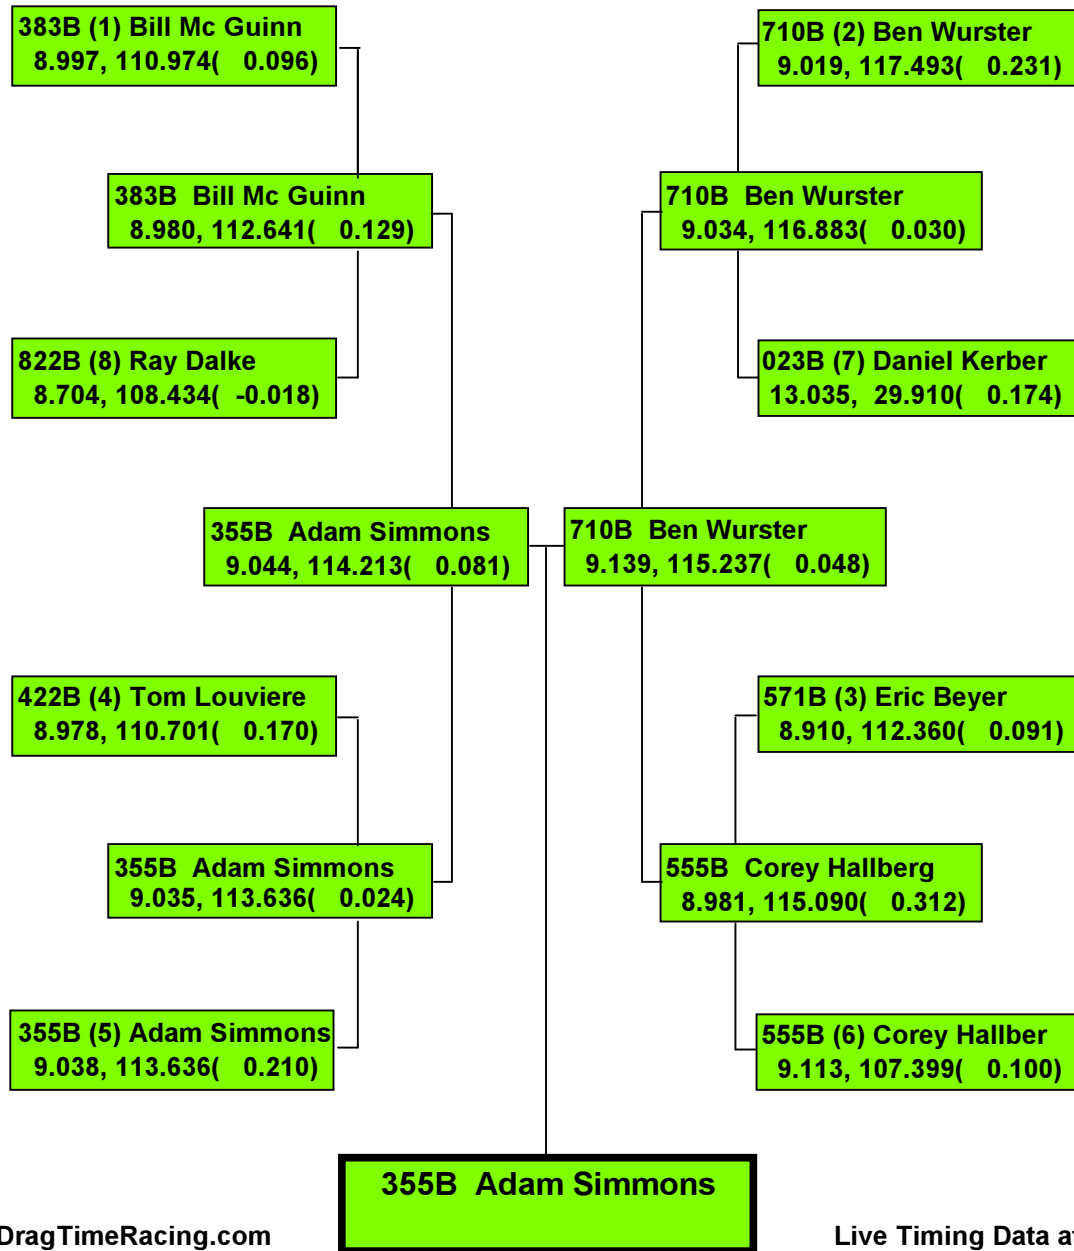 383B (1) Bill Mc Guinn
8.997, 110.974(   0.096)
710B (2) Ben Wurster
9.019, 117.493(   0.231)
383B  Bill Mc Guinn
8.980, 112.641(   0.129)
710B  Ben Wurster
9.034, 116.883(   0.030)
822B (8) Ray Dalke
8.704, 108.434(  -0.018)
023B (7) Daniel Kerber
13.035,  29.910(   0.174)
355B  Adam Simmons
9.044, 114.213(   0.081)
710B  Ben Wurster
9.139, 115.237(   0.048)
422B (4) Tom Louviere
8.978, 110.701(   0.170)
571B (3) Eric Beyer
8.910, 112.360(   0.091)
355B  Adam Simmons
9.035, 113.636(   0.024)
555B  Corey Hallberg
8.981, 115.090(   0.312)
355B (5) Adam Simmons
9.038, 113.636(   0.210)
555B (6) Corey Hallber
9.113, 107.399(   0.100)
355B  Adam Simmons
DragTimeRacing.com
Live Timing Data at